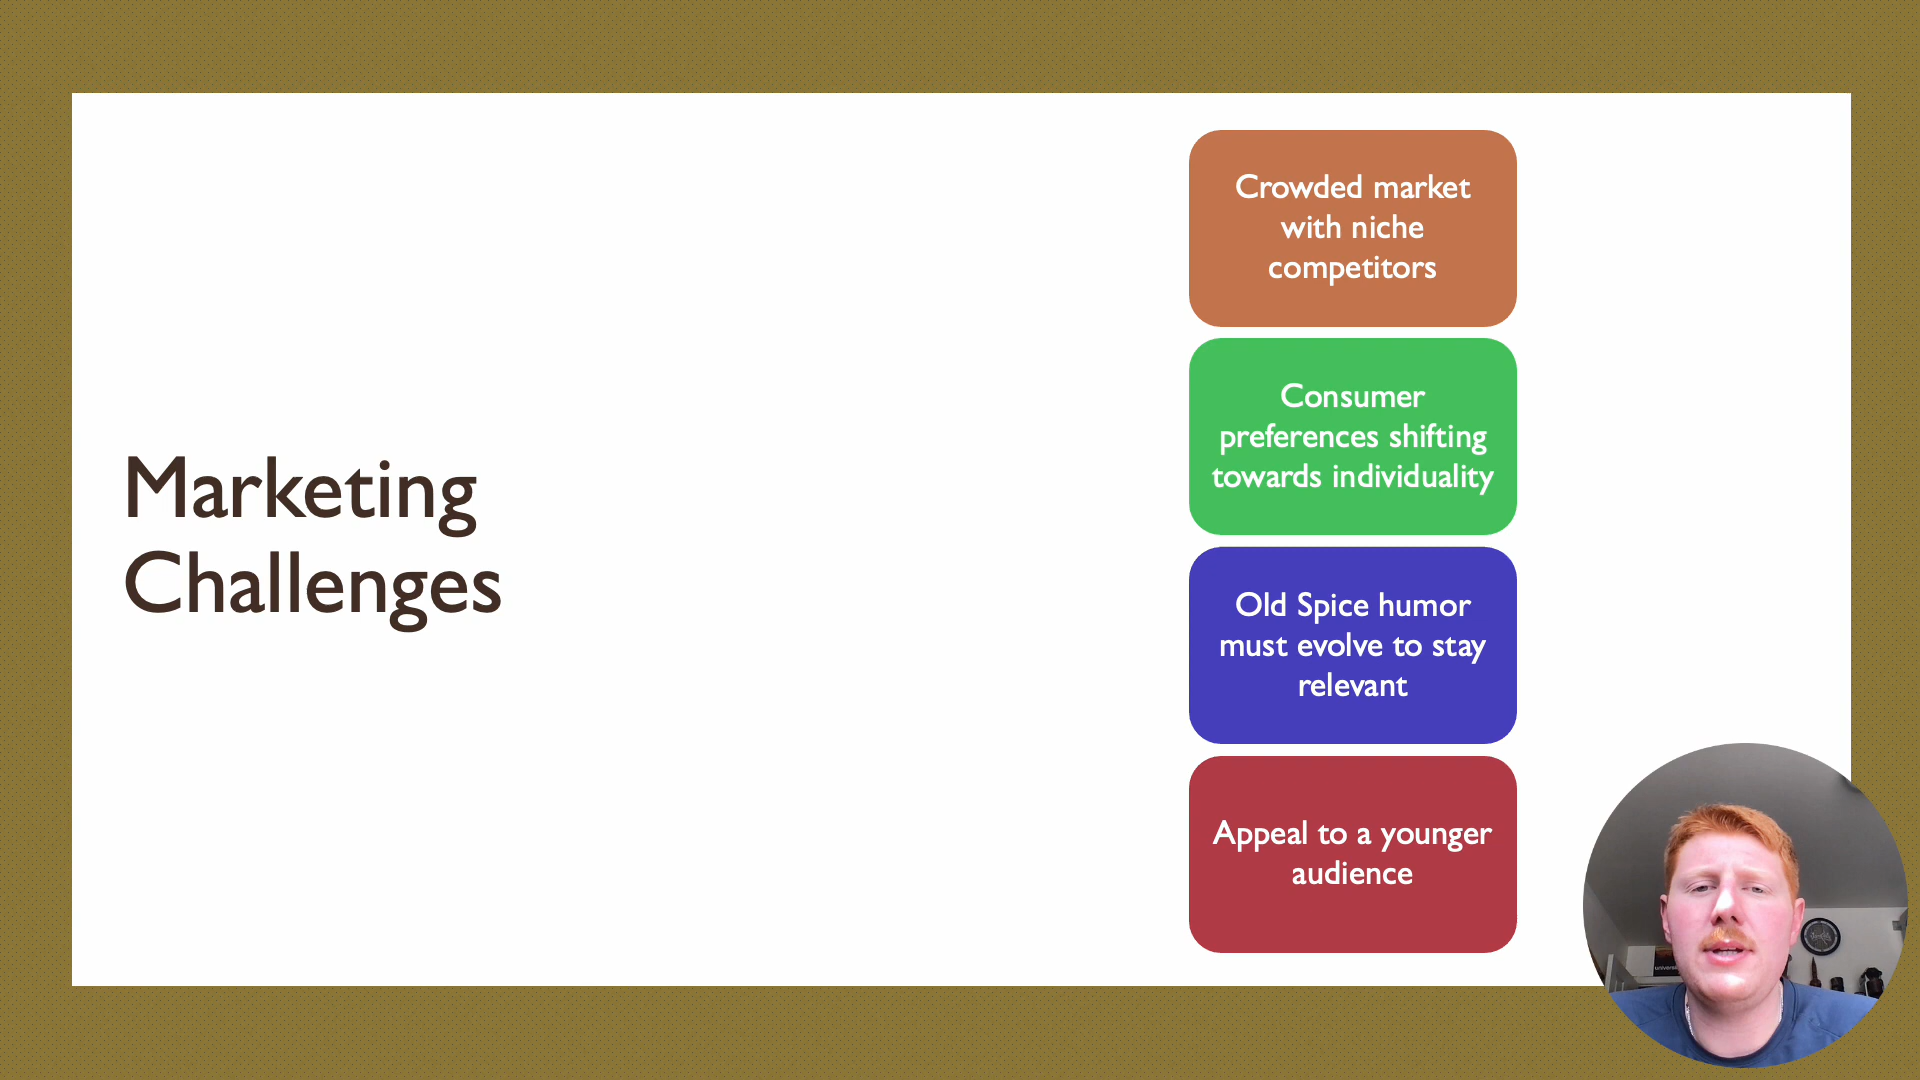 Marketing
Challenges
Crowded market
with niche
competitors
Consumer
preferences shifting
towards individuality
Old Spice humor
must evolve to stay
relevant
Appeal to a younger
audience